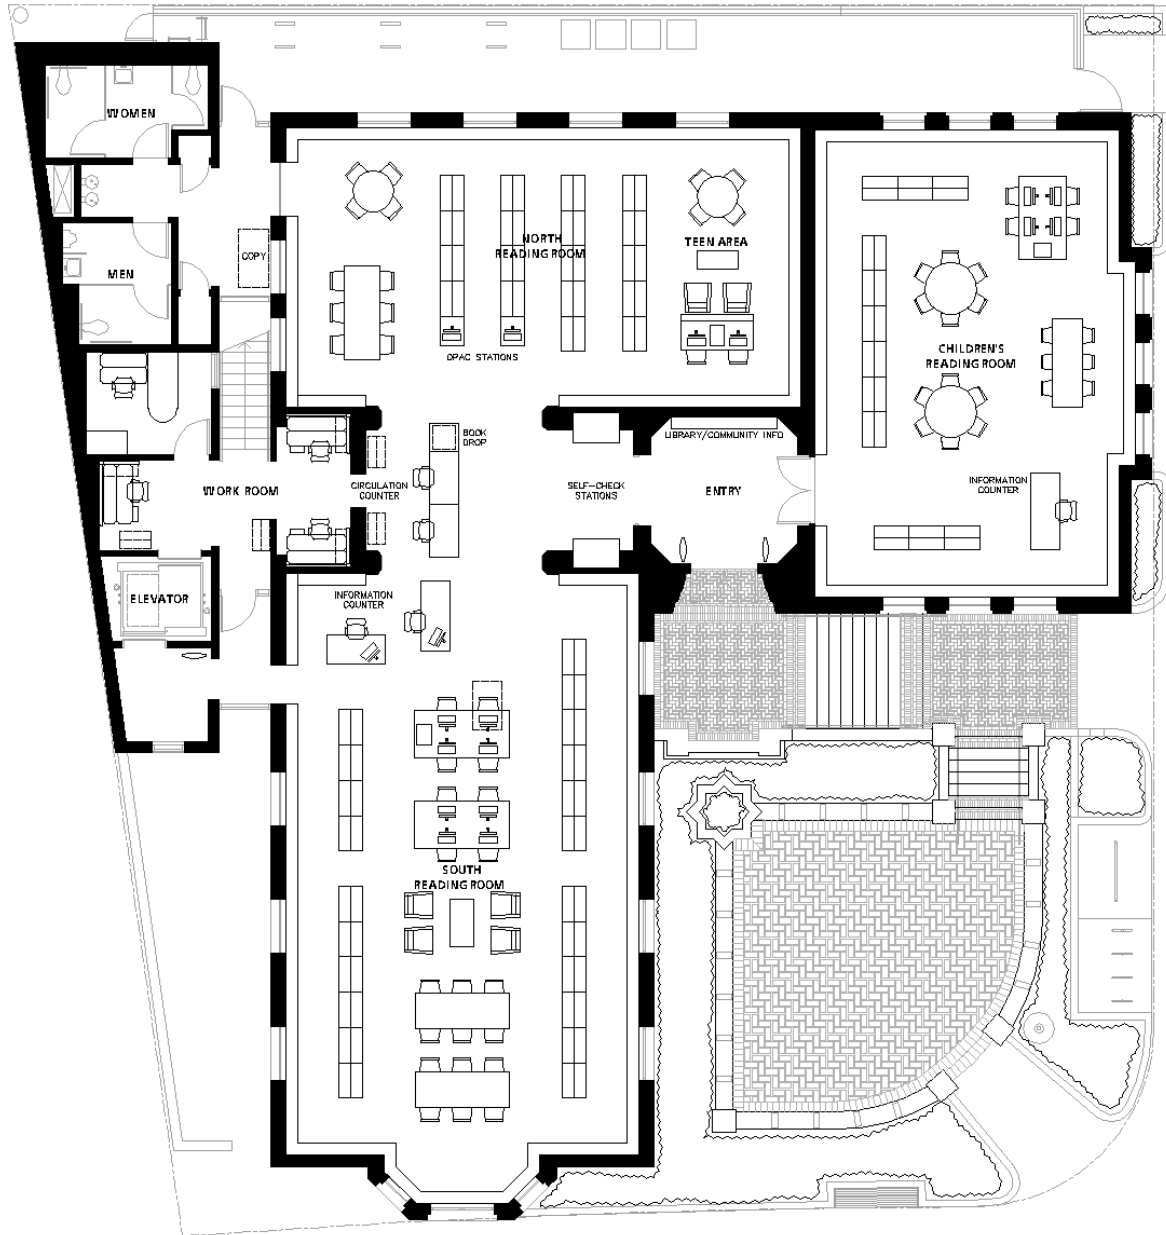 WOMEN
MEN
COPY
NORTH
READING ROOM
TEEN AREA
OPAC STATIONS
CHILDREN'S
READING ROOM
BOOK
DROP
LIBRARY/COMMUNITY INFO
WORK ROOM
CIRCULATION
COUNTER
SELF-CHECK
STATIONS
ENTRY
INFORMATION
COUNTER
ELEVATOR
INFORMATION
COUNTER
SOUTH
READING ROOM